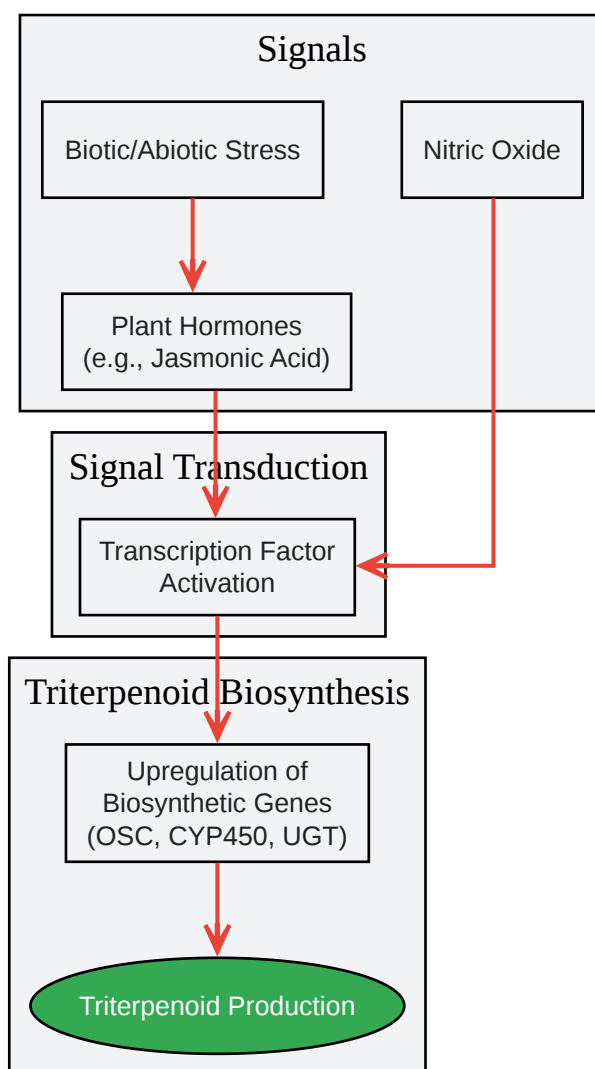 Signals
Biotic/Abiotic Stress
Nitric Oxide
Plant Hormones
(e.g., Jasmonic Acid)
Signal Transduction
Transcription Factor
Activation
Triterpenoid Biosynthesis
Upregulation of
Biosynthetic Genes
(OSC, CYP450, UGT)
Triterpenoid Production